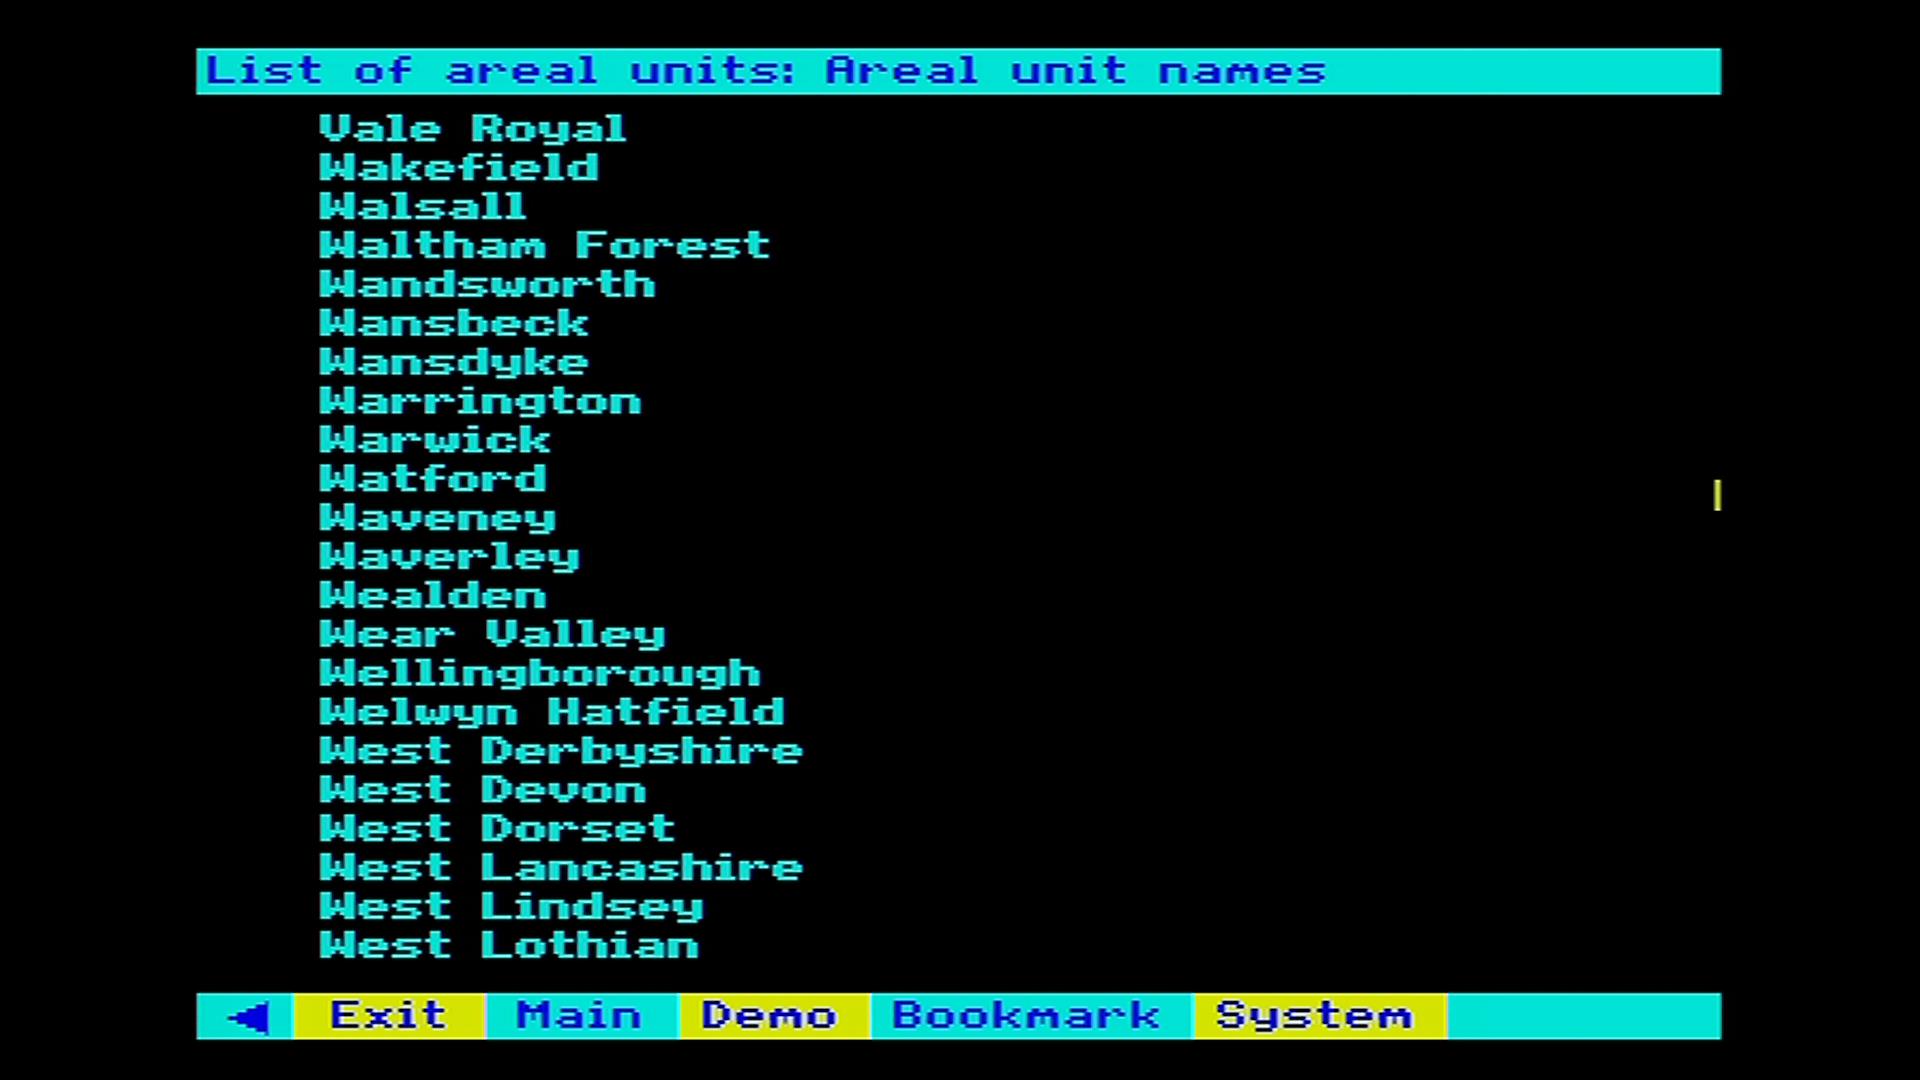 List of areal units: Areal unit names
Vale Royal
Wakefield
Walsall
Waltham Forest
Wandsworth
Wansbeck
Wansdyke
Warrington
Warwick
Watford
Waveney
Waverley
Wealden
Wear Valley
Wellingborough
Welwyn Hatfield
West Derbyshire
West Devon
West Dorset
West Lancashire
West Lindsey
West Lothian
Exit Main Demo Bookmark System